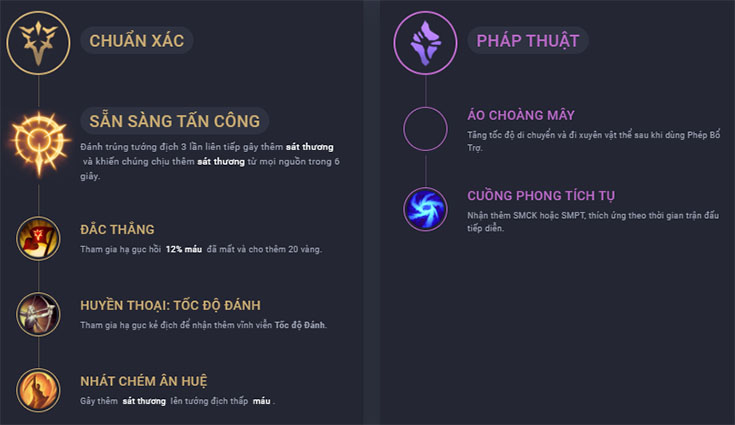 CHUẨN XÁC
SẴN SÀNG TẤN CÔNG
Đánh trúng tướng địch 3 lần liên tiếp gây thêm sát thương
và khiến chúng chịu thêm sát thương từ mọi nguồn trong 6
giây.
ĐẮC THẮNG
Tham gia hạ gục hồi 12% máu đã mất và cho thêm 20 vàng.
HUYỀN THOẠI: TỐC ĐỘ ĐÁNH
Tham gia hạ gục kẻ địch để nhận thêm vĩnh viễn Tốc độ Đánh.
NHÁT CHÉM ÂN HUỆ
Gây thêm sát thương lên tướng địch thấp máu .
PHÁP THUẬT
ÁO CHOÀNG MÂY
Tăng tốc độ di chuyển và đi xuyên vật thể sau khi dùng Phép Bổ
Trợ.
CUỒNG PHONG TÍCH TỤ
Nhận thêm SMCK hoặc SMPT, thích ứng theo thời gian trận đấu
tiếp diễn.